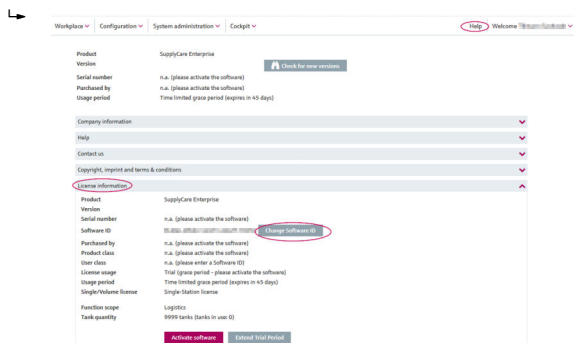 Workplace Configuration System administration Cockpit Help Welcome
Product SupplyCare Enterprise
Version Check for new versions
Serial number n.a. (please activate the software)
Purchased by n.a. (please activate the software)
Usage period Time limited grace period (expires in 45 days)
Company information
Help
Contact us
Copyright, imprint and terms & conditions
License information
Product SupplyCare Enterprise
Version
Serial number n.a. (please activate the software)
Software ID Change Software ID
Purchased by n.a. (please activate the software)
Product class n.a. (please activate the software)
User class n.a. (please enter a Software ID)
License usage Trial (grace period - please activate the software)
Usage period Time limited grace period (expires in 45 days)
Single/Volume license Single-Station license
Function scope Logistics
Tank quantity 9999 tanks (tanks in use: 0)
Activate software Extend Trial Period